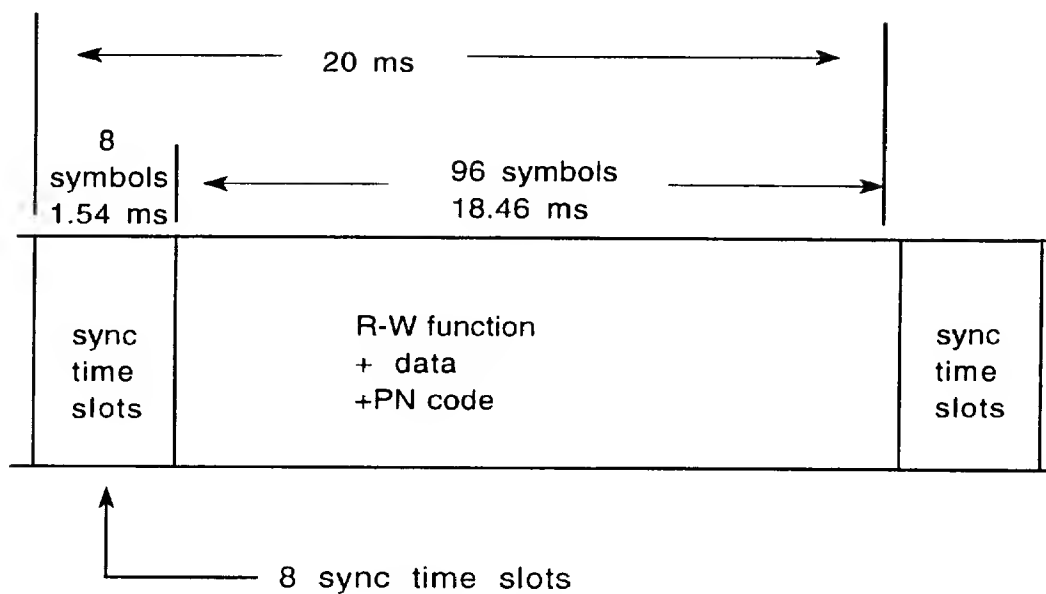 20 ms
8
symbols
1.54 ms
96 symbols
18.46 ms
sync
time
slots
R-W function
+ data
+PN code
sync
time
slots
8 sync time slots